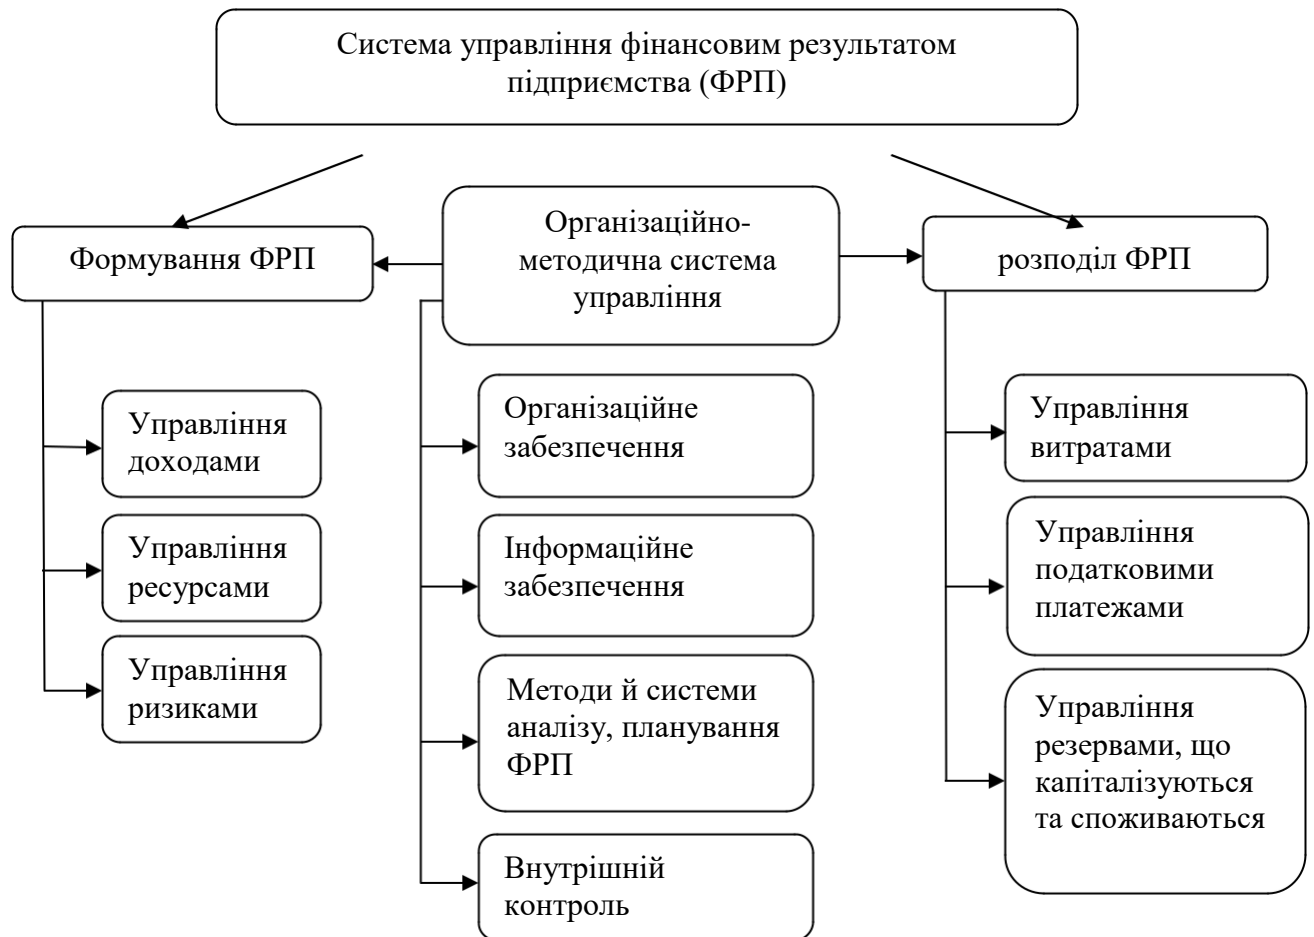 Система управління фінансовим результатом
підприємства (ФРП)
Формування ФРП
Організаційно-
методична система
управління
розподіл ФРП
Управління
доходами
Управління
ресурсами
Управління
ризиками
Організаційне
забезпечення
Інформаційне
забезпечення
Методи й системи
аналізу, планування
ФРП
Внутрішній
контроль
Управління
витратами
Управління
податковими
платежами
Управління
резервами, що
капіталізуються
та споживаються